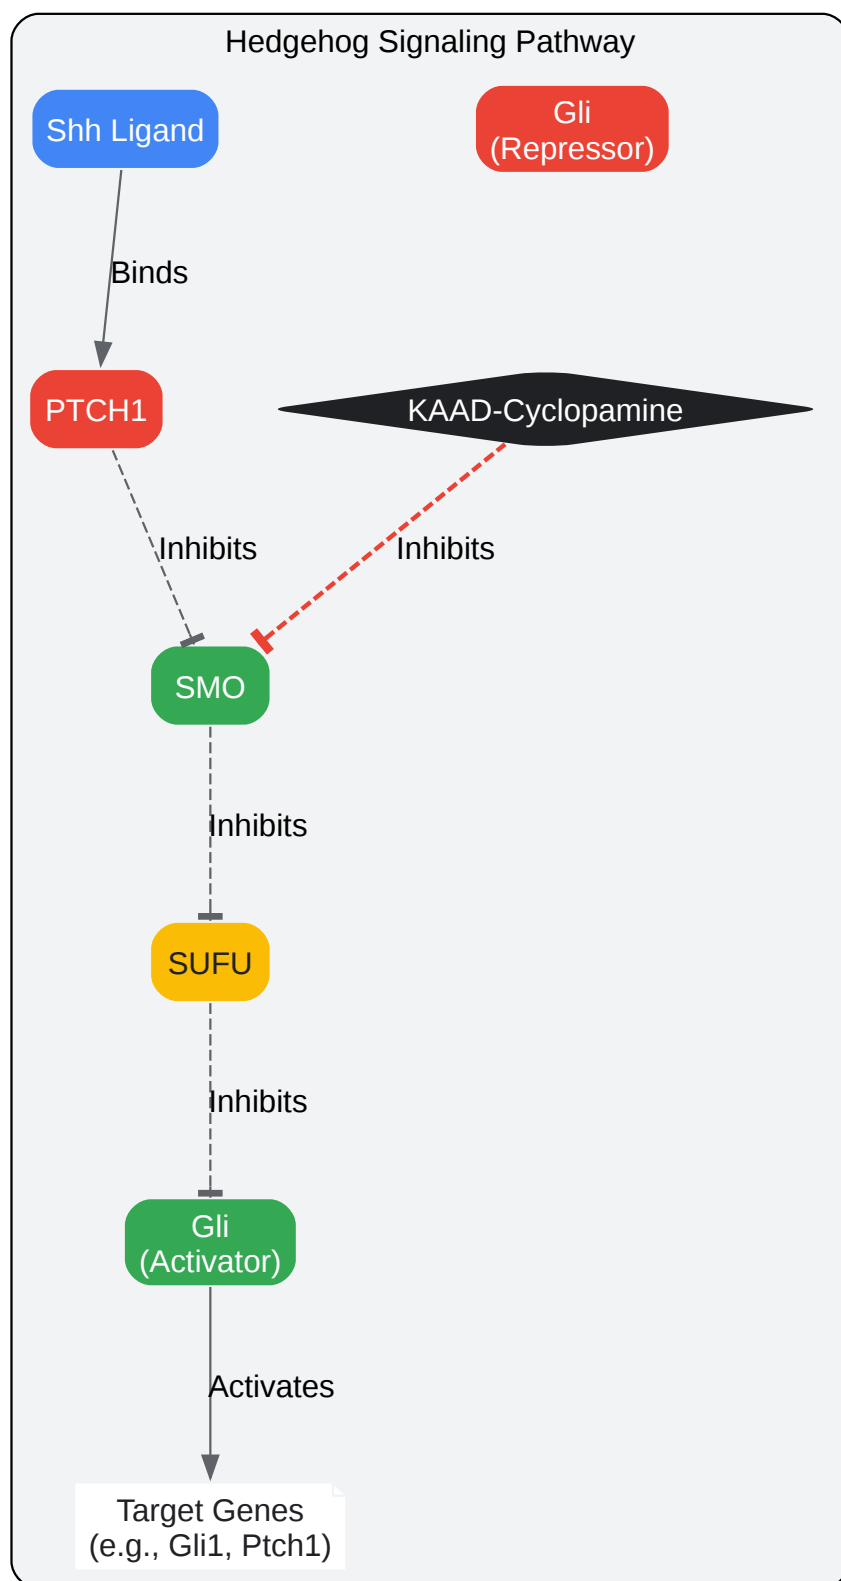 Hedgehog Signaling Pathway
Shh Ligand
Gli
(Repressor)
Binds
PTCH1
KAAD-Cyclopamine
Inhibits
Inhibits
SMO
Inhibits
SUFU
Inhibits
Gli
(Activator)
Activates
Target Genes
(e.g., Gli1, Ptch1)